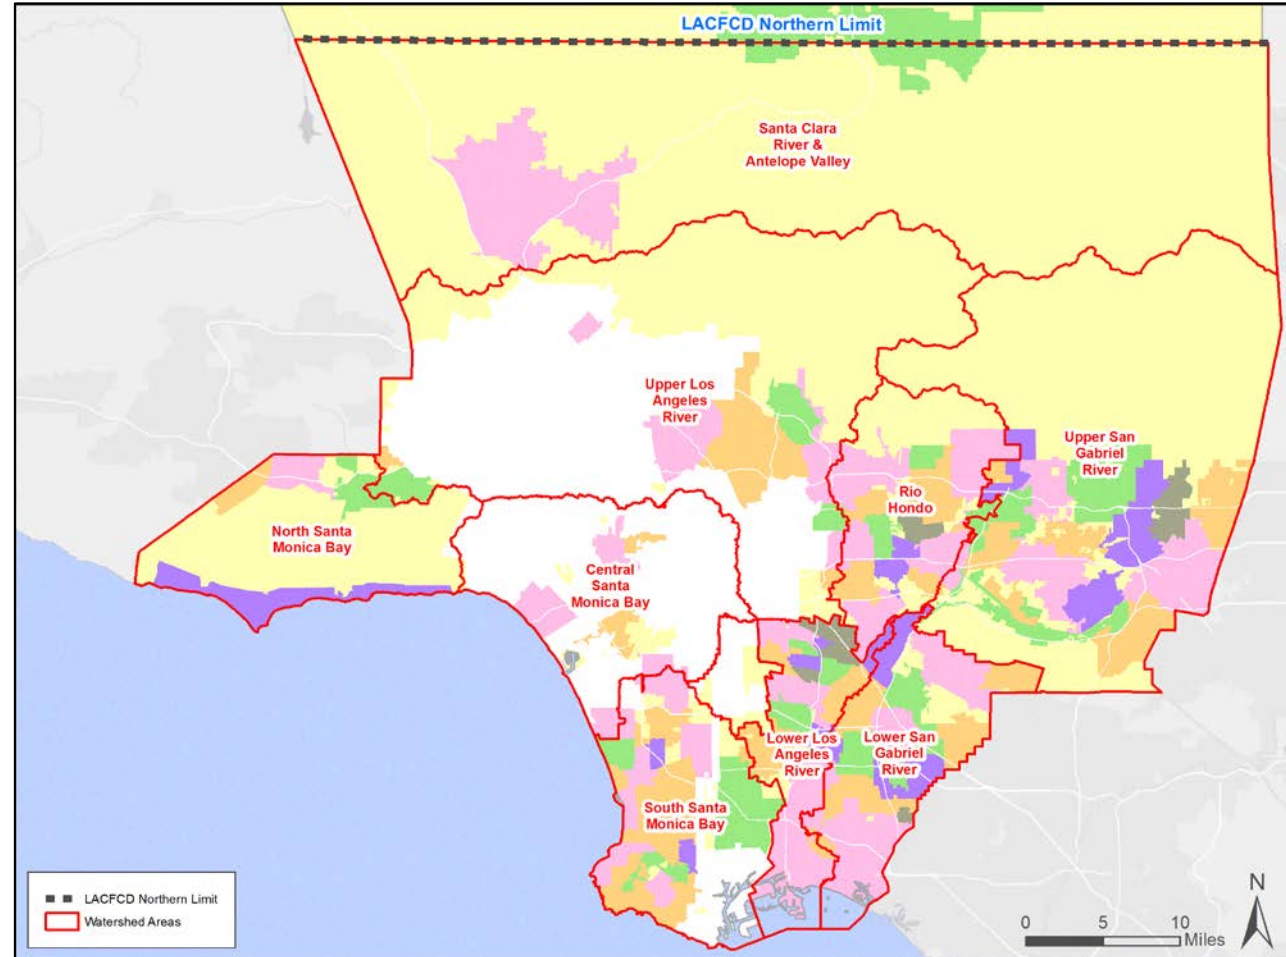 LACFCD Northern Limit
Santa Clara
River &
Antelope Valley
Upper Los
Angeles
River
Upper San
Gabriel
River
Rio
Hondo
North Santa
Monica Bay
Central
Santa
Monica Bay
Lower Los
Angeles
River
Lower San
Gabriel
River
South Santa
Monica Bay
LACFCD Northern Limit
Watershed Areas
N
0 5 10
Miles